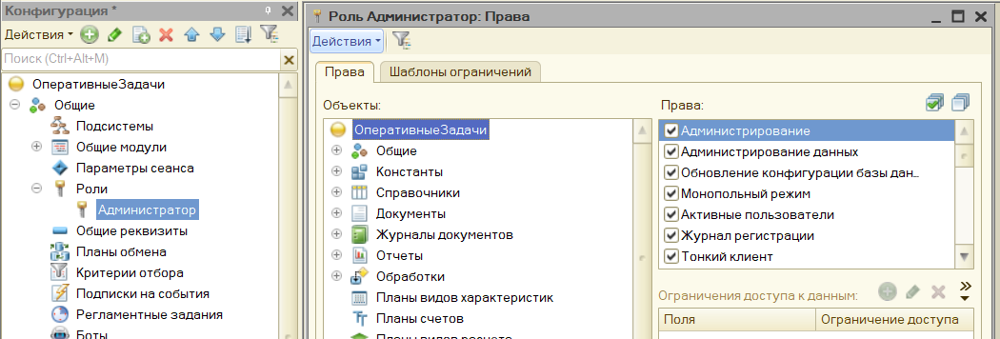 Конфигурация *
Действия
Поиск (Ctrl+Alt+M)
ОперативныеЗадачи
Общие
Подсистемы
Общие модули
Параметры сеанса
Роли
Администратор
Общие реквизиты
Планы обмена
Критерии отбора
Подписки на события
Регламентные задания
Боты
Роль Администратор: Права
Действия
Права
Шаблоны ограничений
Объекты:
ОперативныеЗадачи
Общие
Константы
Справочники
Документы
Журналы документов
Отчеты
Обработки
Планы видов характеристик
Планы счетов
Планы видов расчета
Права:
Администрирование
Администрирование данных
Обновление конфигурации базы дан...
Монопольный режим
Активные пользователи
Журнал регистрации
Тонкий клиент
Ограничения доступа к данным:
Поля
Ограничение доступа